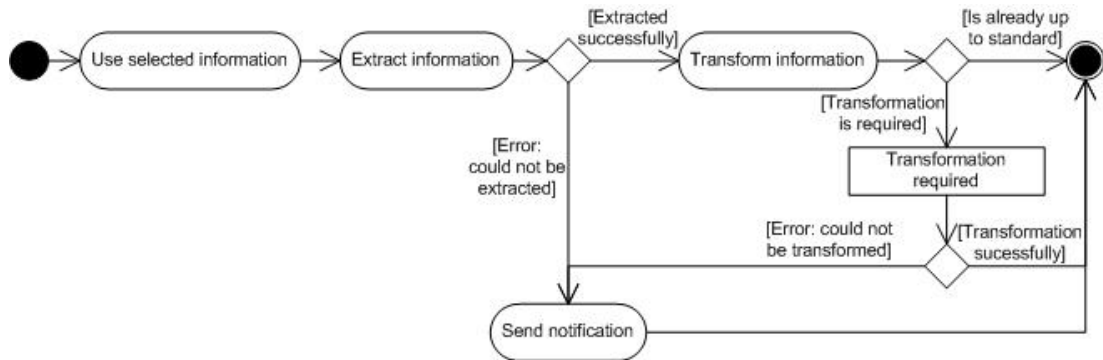 [Extracted
successfully]
[Is already up
to standard]
Use selected information
Extract information
Transform information
[Transformation
is required]
[Error:
could not be
extracted]
Transformation
required
[Error: could not
be transformed]
[Transformation
sucessfully]
Send notification